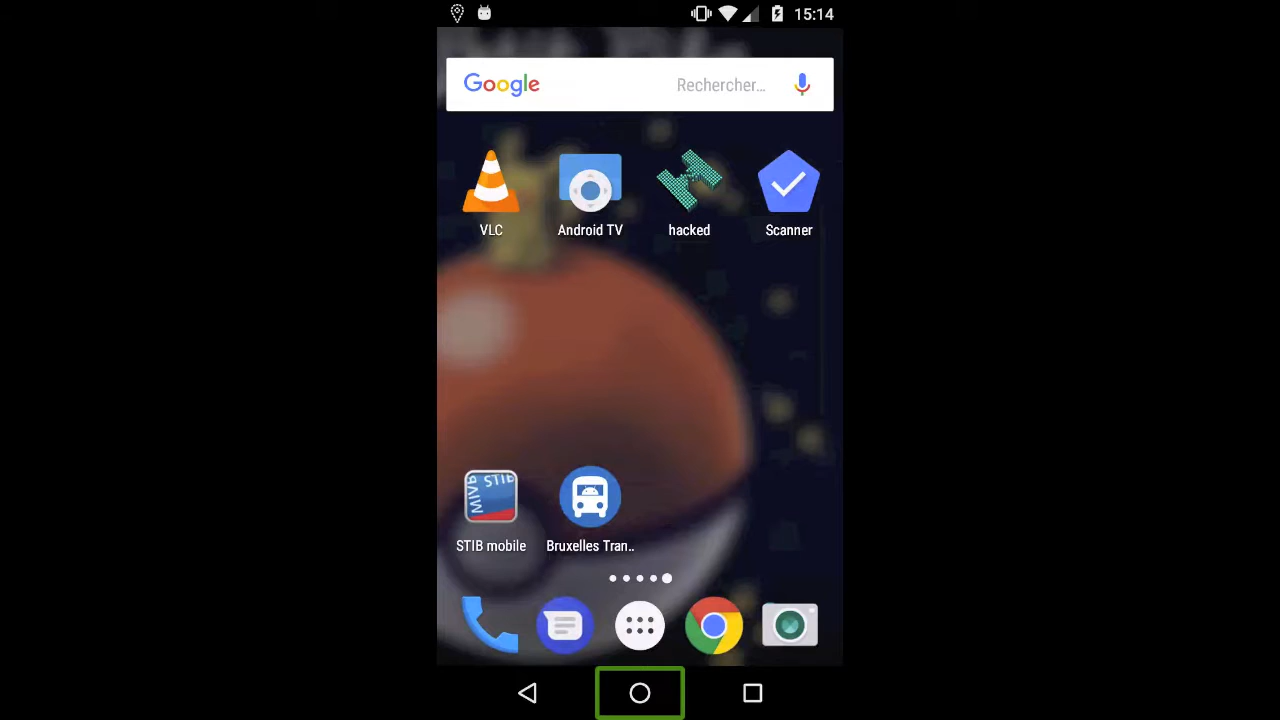 15:14
Google Rechercher...
VLC Android TV hacked Scanner
STIB mobile Bruxelles Tran..